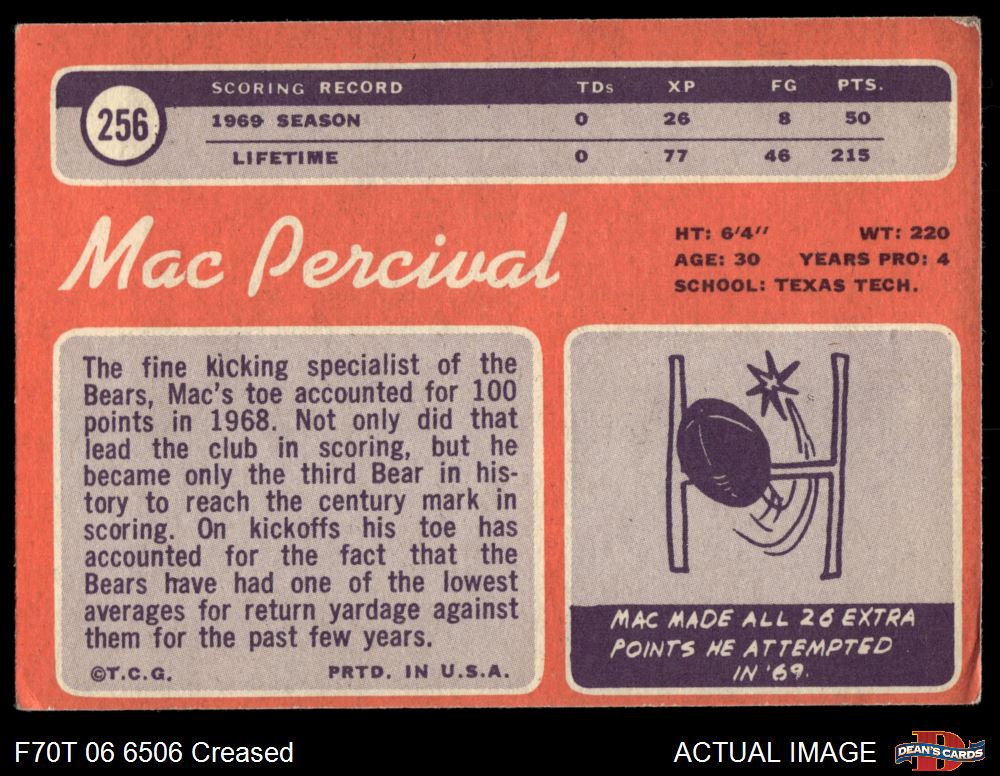 SCORING RECORD TDs XP FG PTS.
256
1969 SEASON 0 26 8 50
LIFETIME 0 77 46 215
Mac Percival
HT: 6'4" WT: 220
AGE: 30 YEARS PRO: 4
SCHOOL: TEXAS TECH.
The fine kicking specialist of the
Bears, Mac's toe accounted for 100
points in 1968. Not only did that
lead the club in scoring, but he
became only the third Bear in his-
tory to reach the century mark in
scoring. On kickoffs his toe has
accounted for the fact that the
Bears have had one of the lowest
averages for return yardage against
them for the past few years.
©T.C.G. PRTD. IN U.S.A.
MAC MADE ALL 26 EXTRA
POINTS HE ATTEMPTED
IN '69.
F70T 06 6506 Creased
ACTUAL IMAGE
D
DEAN'S CARDS